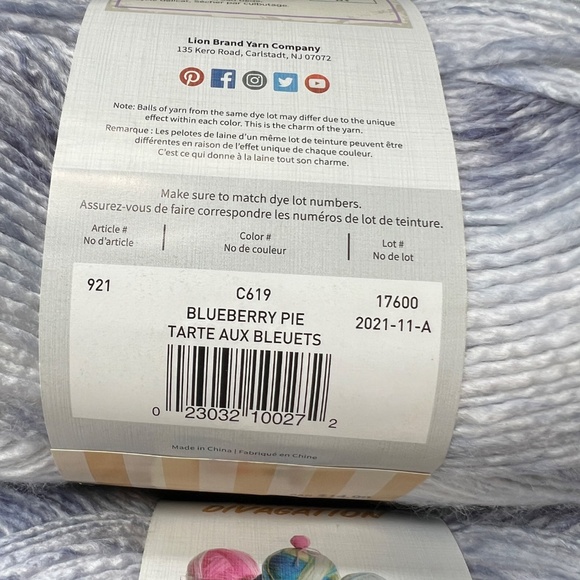 Lion Brand Yarn Company
135 Kero Road, Carlstadt, NJ 07072
Note: Balls of yarn from the same dye lot may differ due to the unique
effect within each color. This is the charm of the yarn.
Remarque : Les pelotes de laine d'un même lot de teinture peuvent être
différentes en raison de l'effet unique de chaque couleur.
C'est ce qui donne à la laine tout son charme.
Make sure to match dye lot numbers.
Assurez-vous de faire correspondre les numéros de lot de teinture.
Article #
No d'article
Color #
No de couleur
Lot #
No de lot
921
C619
17600
BLUEBERRY PIE
2021-11-A
TARTE AUX BLEUETS
0 23032 10027 2
Made in China | Fabriqué en Chine
DIVAGATION